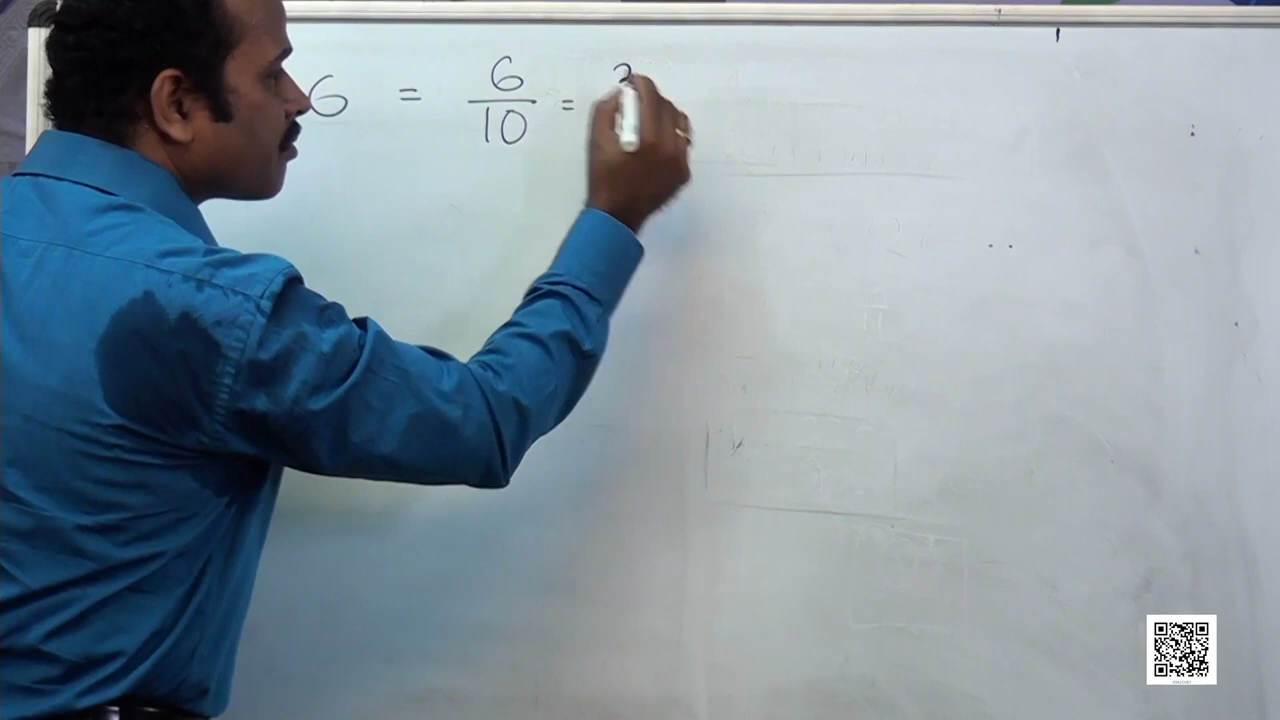 6 = 6/10 =